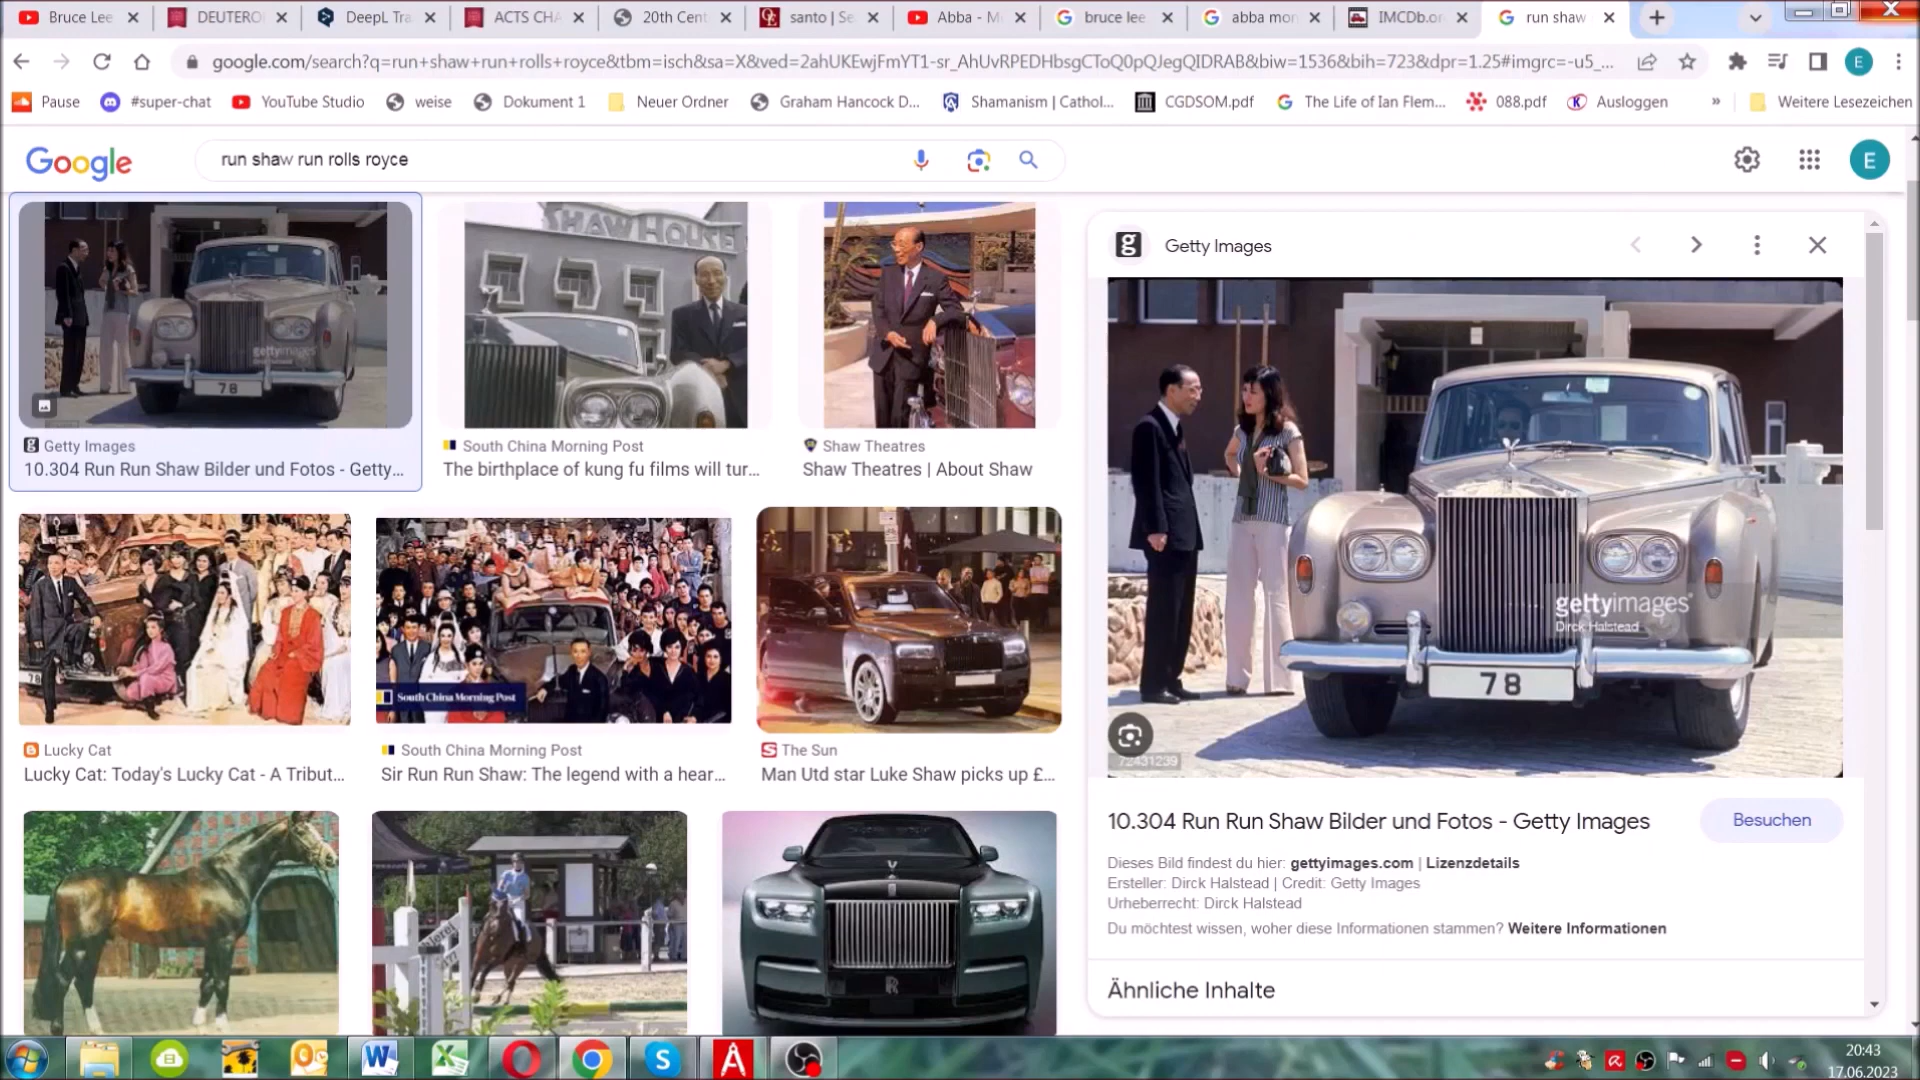 Bruce Lee
DEUTERO
DeepL Tra
ACTS CHA
20th Cent
santo | Se
Abba - M
bruce lee
abba mor
IMCDb.or
run shaw
google.com/search?q=run+shaw+run+rolls+royce&tbm=isch&sa=X&ved=2ahUKEwjFmYT1-sr_AhUvRPEDHbsgCToQ0pQJegQIDRAB&biw=1536&bih=723&dpr=1.25#imgrc=-u5_...
Pause
#super-chat
YouTube Studio
weise
Dokument 1
Neuer Ordner
Graham Hancock D...
Shamanism | Cathol...
CGDSOM.pdf
The Life of Ian Flem...
088.pdf
Ausloggen
»
Weitere Lesezeichen
Google
run shaw run rolls royce
E
E
SHAW HOUSE
gettyimages
78
Getty Images
10.304 Run Run Shaw Bilder und Fotos - Getty...
South China Morning Post
The birthplace of kung fu films will tur...
Shaw Theatres
Shaw Theatres | About Shaw
78
South China Morning Post
Lucky Cat
Lucky Cat: Today's Lucky Cat - A Tribut...
South China Morning Post
Sir Run Run Shaw: The legend with a hear...
The Sun
Man Utd star Luke Shaw picks up £...
Getty Images
gettyimages
Dirck Halstead
78
72431239
10.304 Run Run Shaw Bilder und Fotos - Getty Images
Besuchen
Dieses Bild findest du hier: gettyimages.com | Lizenzdetails
Ersteller: Dirck Halstead | Credit: Getty Images
Urheberrecht: Dirck Halstead
Du möchtest wissen, woher diese Informationen stammen? Weitere Informationen
Ähnliche Inhalte
20:43
17.06.2023